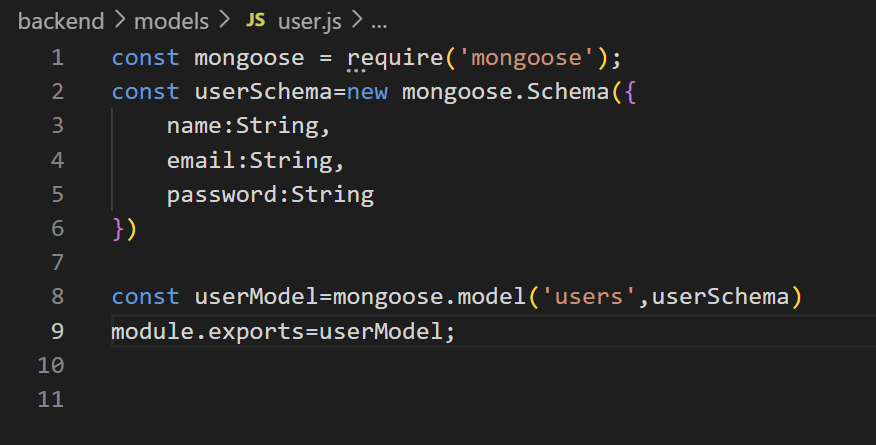 backend > models > JS user.js > ...
1 const mongoose = require('mongoose');
2 const userSchema=new mongoose.Schema({
3     name:String,
4     email:String,
5     password:String
6 })
7
8 const userModel=mongoose.model('users',userSchema)
9 module.exports=userModel;
10
11